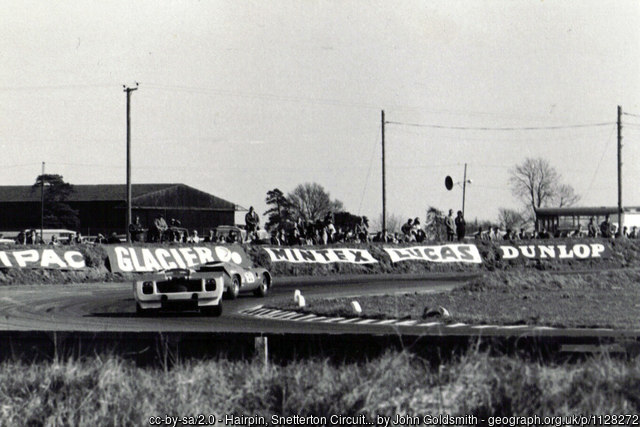 IPAC
GLACIER
MINTEX
LUCAS
DUNLOP
cc-by-sa/2.0 - Hairpin, Snetterton Circuit... by John Goldsmith - geograph.org.uk/p/1128272